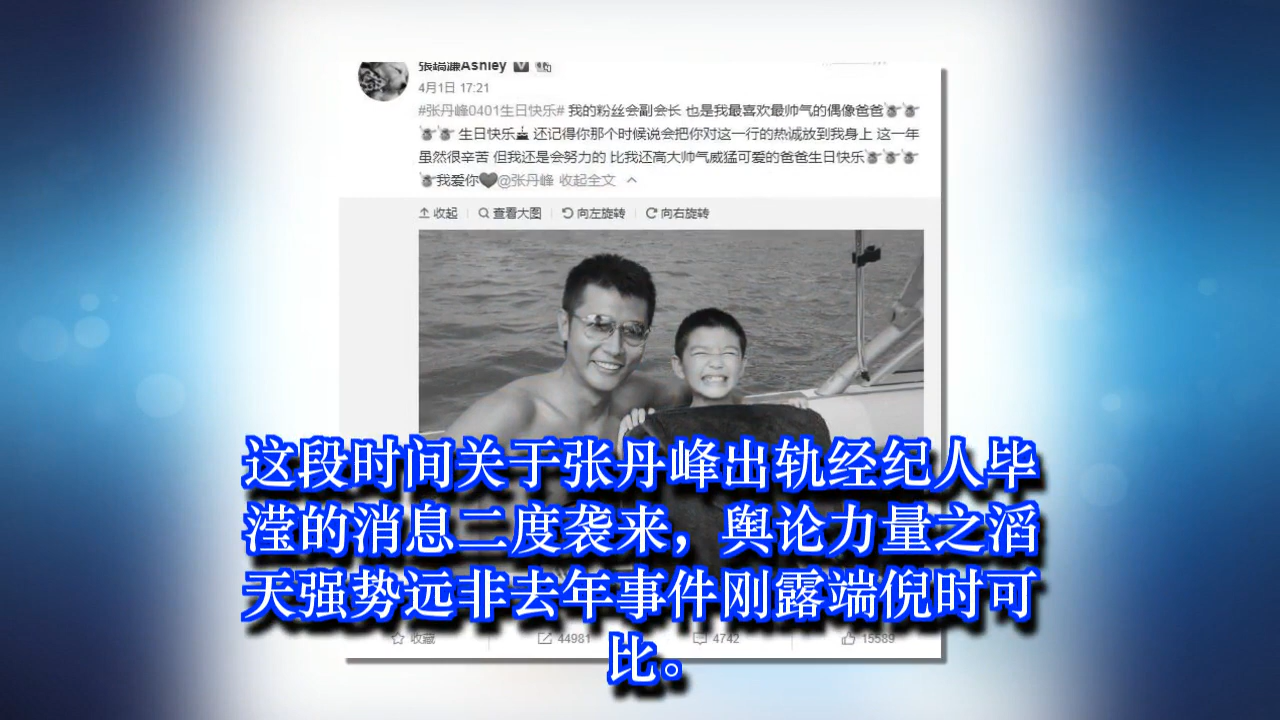 Ashley
4月1日 17:21
#张丹峰0401生日快乐# 我的粉丝会副会长 也是我最喜欢最帅气的偶像爸爸
生日快乐 还记得你那个时候说会把你对这一行的热诚放到我身上 这一年
虽然很辛苦 但我还是会努力的 比我还高大帅气威猛可爱的爸爸生日快乐
我爱你@张丹峰 收起全文
收起 查看大图 向左旋转 向右旋转
这段时间关于张丹峰出轨经纪人毕
滢的消息二度袭来，舆论力量之滔
天强势远非去年事件刚露端倪时可
收藏 44981 4742 15589
比。